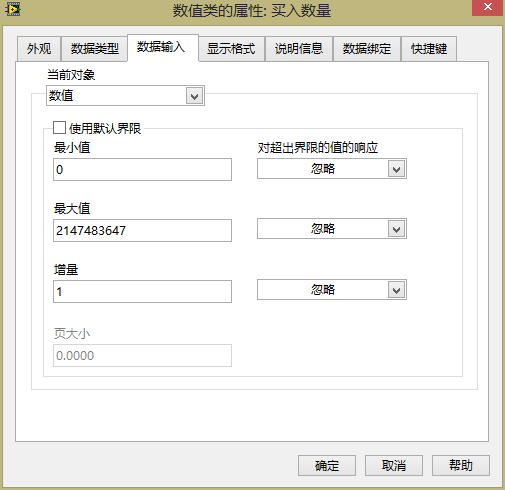 数值类的属性: 买入数量
外观 数据类型 数据输入 显示格式 说明信息 数据绑定 快捷键
当前对象
数值
使用默认界限
最小值 对超出界限的值的响应
0 忽略
最大值
2147483647 忽略
增量
1 忽略
页大小
0.0000
确定 取消 帮助